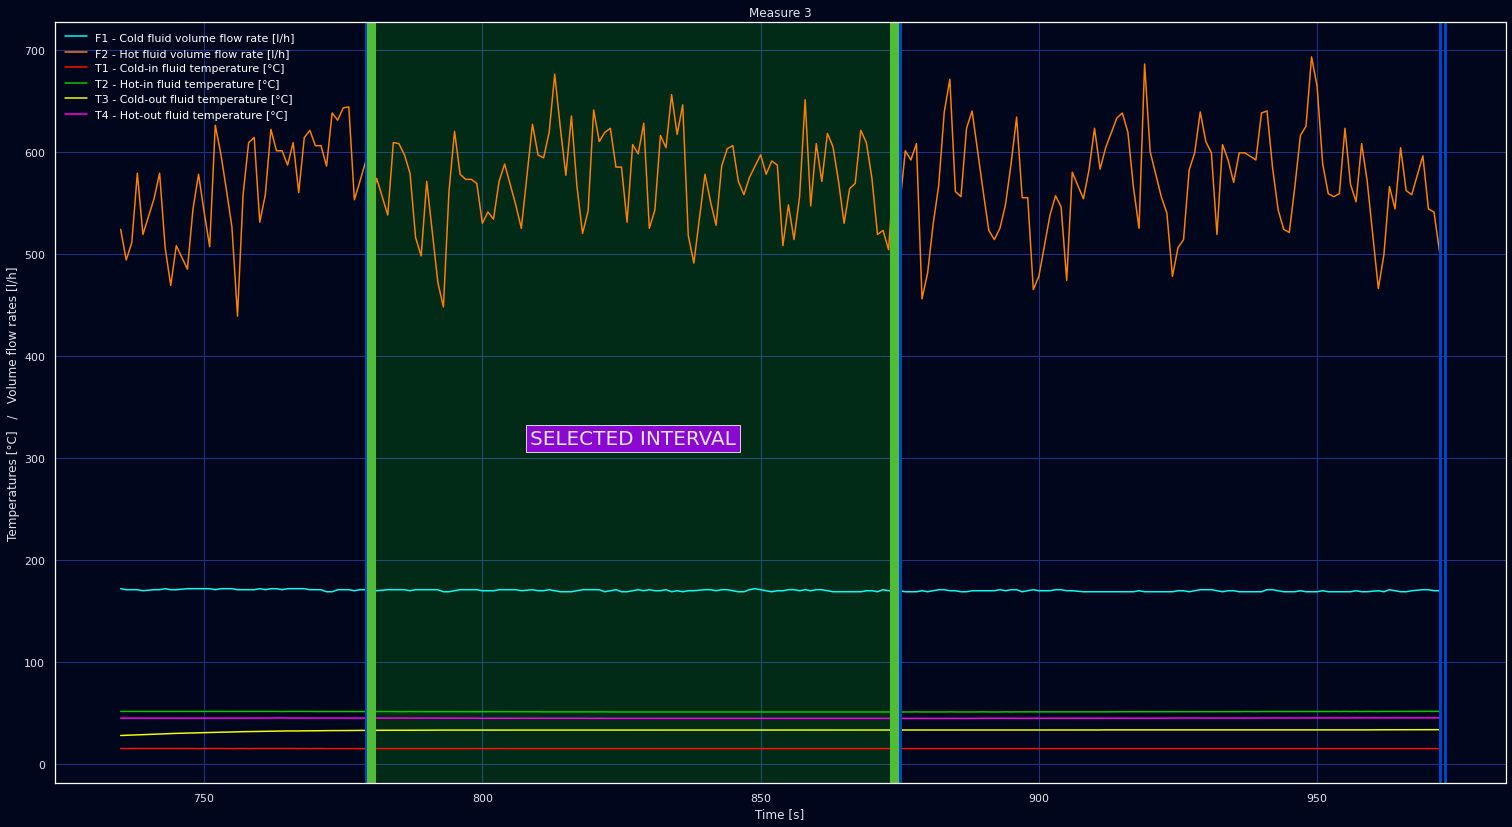 Measure 3
F1 - Cold fluid volume flow rate [l/h]
F2 - Hot fluid volume flow rate [l/h]
T1 - Cold-in fluid temperature [°C]
T2 - Hot-in fluid temperature [°C]
T3 - Cold-out fluid temperature [°C]
T4 - Hot-out fluid temperature [°C]
700
600
500
400
300
200
100
0
Temperatures [°C]   /   Volume flow rates [l/h]
SELECTED INTERVAL
750
800
850
900
950
Time [s]